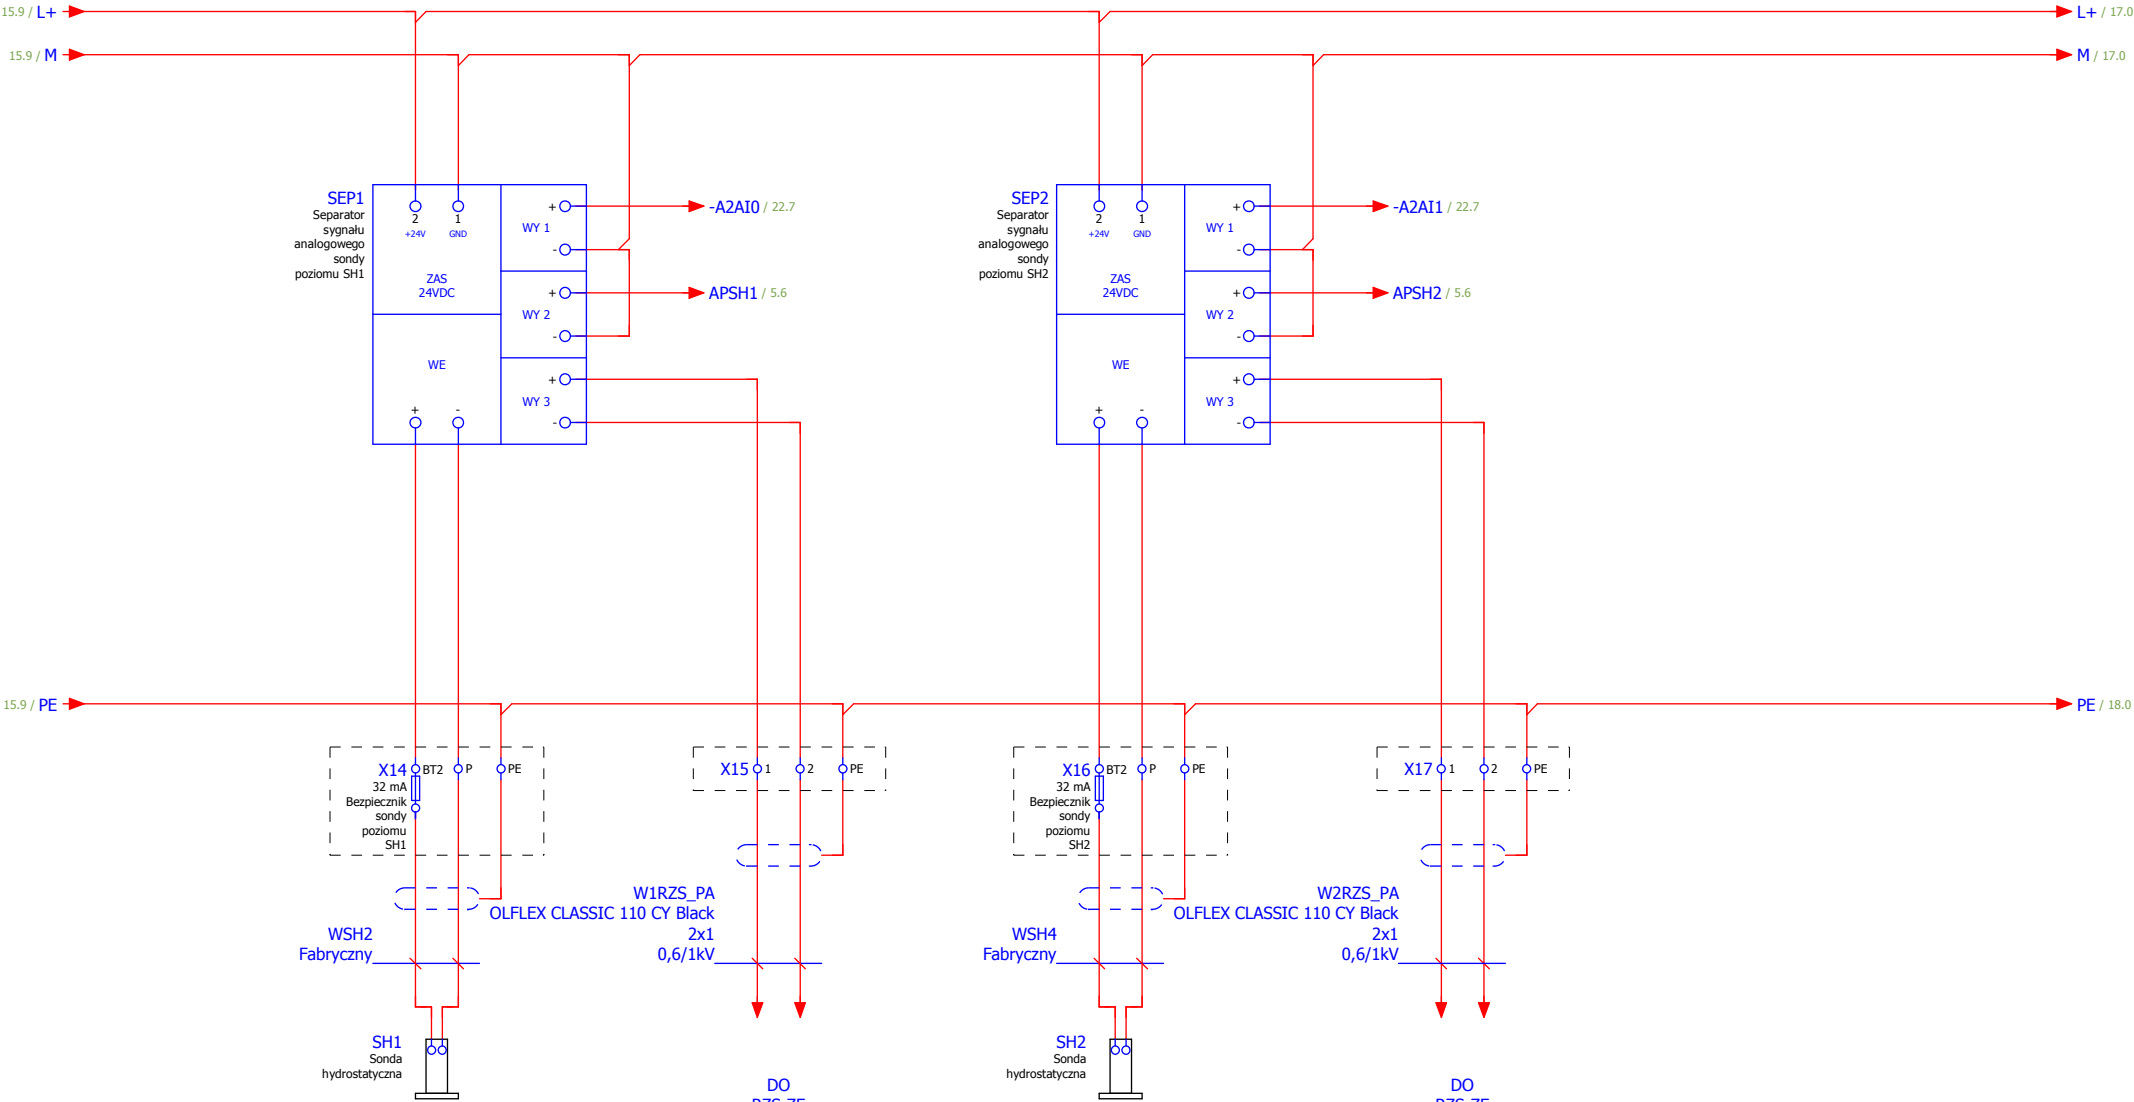 15.9 / L+
L+ / 17.0
15.9 / M
M / 17.0
SEP1
Separator
sygnału
analogowego
sondy
poziomu SH1
2
+24V
1
GND
ZAS
24VDC
WE
+
-
+
WY 1
-
+
WY 2
-
+
WY 3
-
-A2AI0 / 22.7
APSH1 / 5.6
SEP2
Separator
sygnału
analogowego
sondy
poziomu SH2
2
+24V
1
GND
ZAS
24VDC
WE
+
-
+
WY 1
-
+
WY 2
-
+
WY 3
-
-A2AI1 / 22.7
APSH2 / 5.6
15.9 / PE
PE / 18.0
X14 BT2 P PE
32 mA
Bezpiecznik
sondy
poziomu
SH1
X15 1 2 PE
X16 BT2 P PE
32 mA
Bezpiecznik
sondy
poziomu
SH2
X17 1 2 PE
WSH2
Fabryczny
W1RZS_PA
OLFLEX CLASSIC 110 CY Black
2x1
0,6/1kV
WSH4
Fabryczny
W2RZS_PA
OLFLEX CLASSIC 110 CY Black
2x1
0,6/1kV
SH1
Sonda
hydrostatyczna
DO
SH2
Sonda
hydrostatyczna
DO